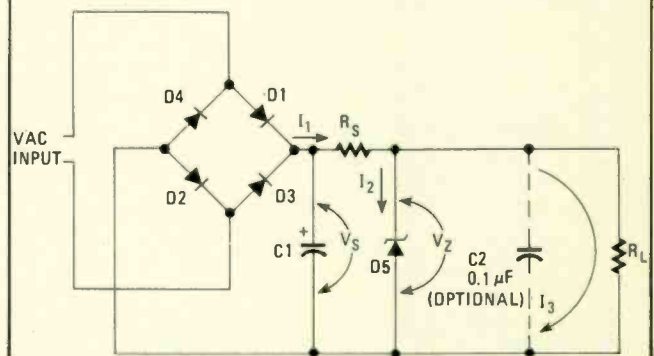 D4
D1
I1
RS
VAC
INPUT
I2
D2
D3
+
C1
VS
D5
VZ
C2
0.1 µF
(OPTIONAL)
I3
RL